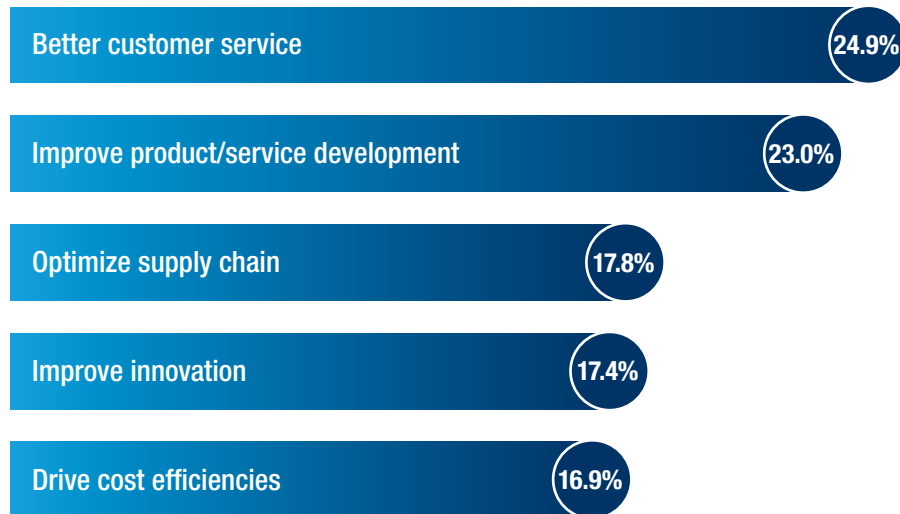 Better customer service 24.9%
Improve product/service development 23.0%
Optimize supply chain 17.8%
Improve innovation 17.4%
Drive cost efficiencies 16.9%